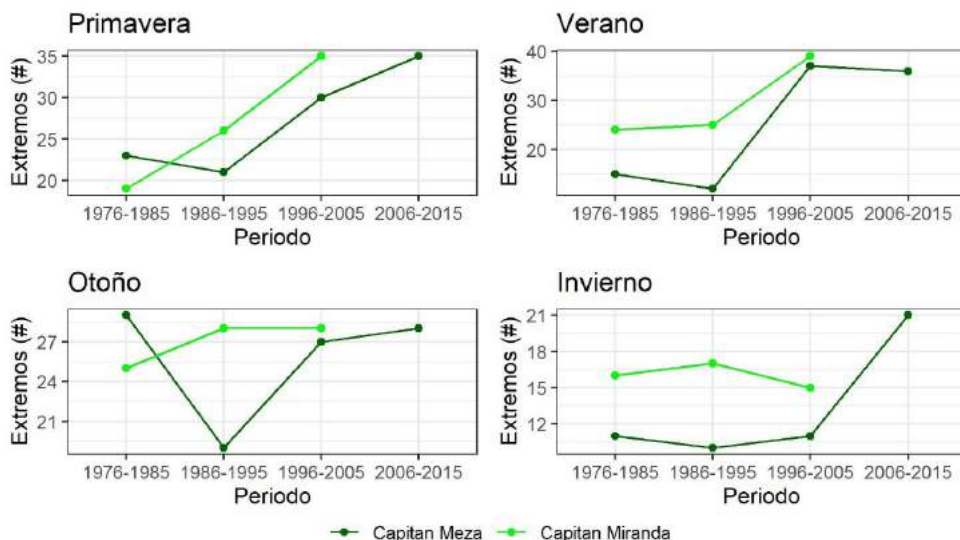 Primavera
Extremos (#)
35
30
25
20
1976-1985 1986-1995 1996-2005 2006-2015
Periodo
Verano
Extremos (#)
40
30
20
1976-1985 1986-1995 1996-2005 2006-2015
Periodo
Otoño
Extremos (#)
27
24
21
1976-1985 1986-1995 1996-2005 2006-2015
Periodo
Invierno
Extremos (#)
21
18
15
12
1976-1985 1986-1995 1996-2005 2006-2015
Periodo
Capitan Meza Capitan Miranda